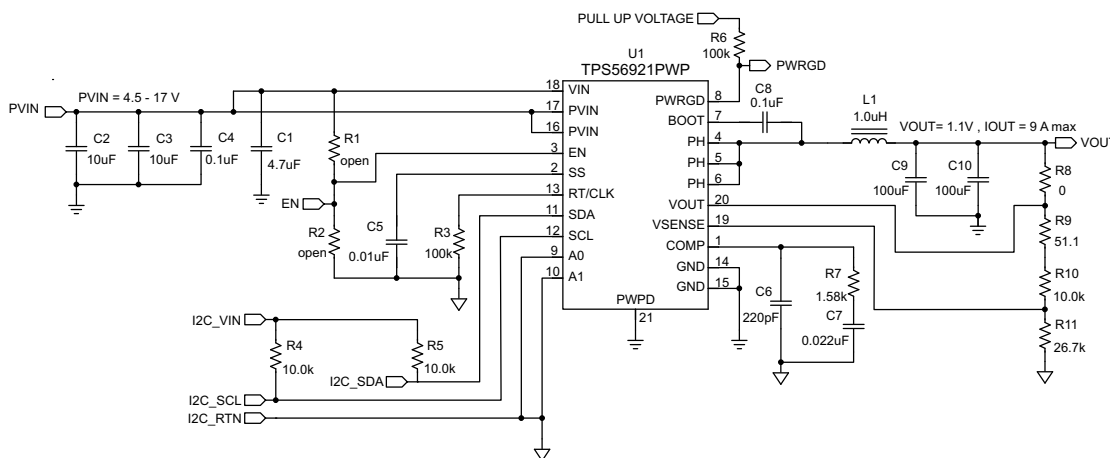 PULL UP VOLTAGE
R6
100k
PWRGD
U1
TPS56921PWP
PVIN
PVIN = 4.5 - 17 V
C2
10uF
C3
10uF
C4
0.1uF
C1
4.7uF
R1
open
EN
R2
open
C5
0.01uF
R3
100k
18
17
16
3
2
13
11
12
9
10
VIN
PVIN
PVIN
EN
SS
RT/CLK
SDA
SCL
A0
A1
PWPD
21
PWRGD
BOOT
PH
PH
PH
VOUT
VSENSE
COMP
GND
GND
8
7
4
5
6
20
19
1
14
15
C8
0.1uF
L1
1.0uH
VOUT= 1.1V , IOUT = 9 A max
VOUT
C9
100uF
C10
100uF
R8
0
R9
51.1
R10
10.0k
R11
26.7k
C6
220pF
R7
1.58k
C7
0.022uF
I2C_VIN
R4
10.0k
R5
10.0k
I2C_SDA
I2C_SCL
I2C_RTN